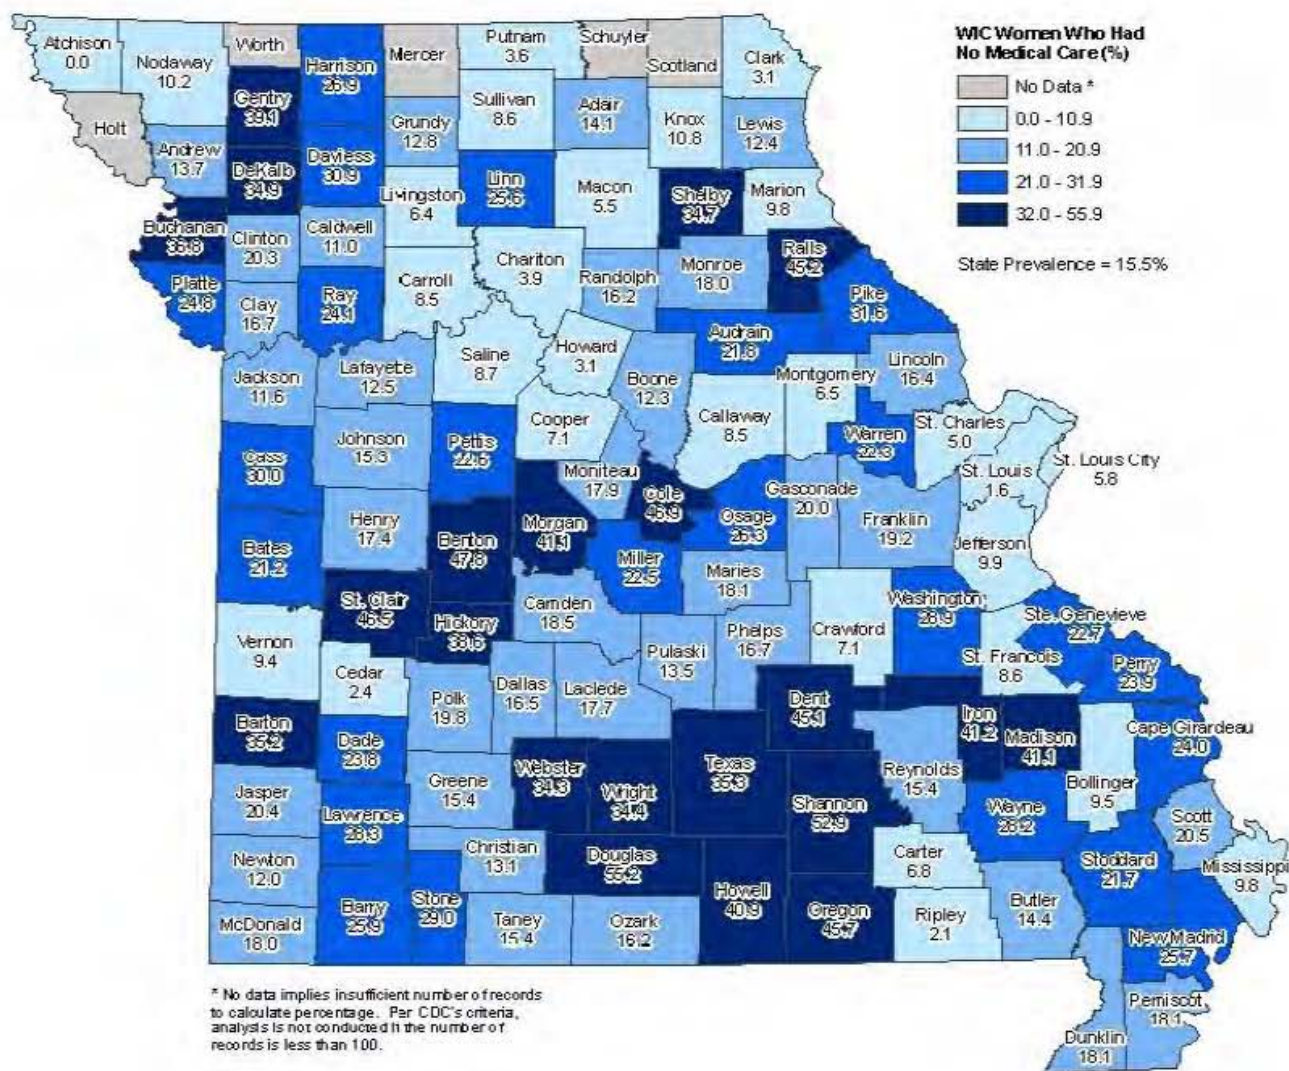 Atchison
0.0
Nodaway
10.2
Worth
Harrison
26.9
Mercer
Putnam
3.6
Schuyler
Scotland
Clark
3.1
Gentry
39.1
Holt
Andrew
13.7
DeKalb
34.9
Daviess
30.9
Grundy
12.8
Sullivan
8.6
Adair
14.1
Knox
10.8
Lewis
12.4
Livingston
6.4
Linn
25.6
Macon
5.5
Shelby
34.7
Marion
9.8
Buchanan
36.8
Clinton
20.3
Caldwell
11.0
Chariton
3.9
Randolph
16.2
Monroe
18.0
Ralls
45.2
Platte
24.8
Clay
16.7
Ray
24.1
Carroll
8.5
Pike
31.6
Audrain
21.8
Jackson
11.6
Lafayette
12.5
Saline
8.7
Howard
3.1
Boone
12.3
Callaway
8.5
Montgomery
6.5
Lincoln
16.4
Cooper
7.1
Warren
22.3
St. Charles
5.0
St. Louis
1.6
St. Louis City
5.8
Cass
30.0
Johnson
15.3
Pettis
22.6
Moniteau
17.9
Cole
46.9
Osage
26.3
Gasconade
20.0
Franklin
19.2
Jefferson
9.9
Bates
21.2
Henry
17.4
Benton
47.8
Morgan
41.1
Miller
22.5
Maries
18.1
St. Clair
46.5
Hickory
38.6
Camden
18.5
Pulaski
13.5
Phelps
16.7
Crawford
7.1
Washington
28.9
Ste. Genevieve
22.7
St. Francois
8.6
Perry
23.9
Vernon
9.4
Cedar
2.4
Polk
19.8
Dallas
16.5
Laclede
17.7
Dent
45.1
Iron
41.2
Madison
41.1
Cape Girardeau
24.0
Barton
35.2
Dade
23.8
Greene
15.4
Webster
34.3
Wright
34.4
Texas
35.3
Shannon
52.9
Reynolds
15.4
Wayne
28.2
Bollinger
9.5
Scott
20.5
Jasper
20.4
Lawrence
28.3
Christian
13.1
Douglas
55.2
Carter
6.8
Stoddard
21.7
Mississippi
9.8
Newton
12.0
McDonald
18.0
Barry
25.9
Stone
29.0
Taney
15.4
Ozark
16.2
Howell
40.9
Oregon
45.7
Ripley
2.1
Butler
14.4
New Madrid
25.7
Pemiscot
18.1
Dunklin
18.1
WIC Women Who Had
No Medical Care (%)
No Data *
0.0 - 10.9
11.0 - 20.9
21.0 - 31.9
32.0 - 55.9
State Prevalence = 15.5%
* No data implies insufficient number of records
to calculate percentage. Per CDC's criteria,
analysis is not conducted if the number of
records is less than 100.